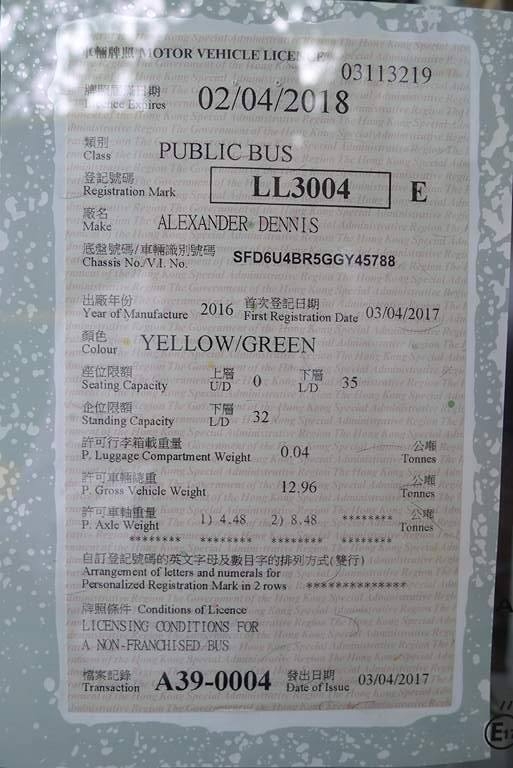 車輛牌照 MOTOR VEHICLE LICENCE
03113219
牌照屆滿日期
Licence Expires 02/04/2018
類別
Class PUBLIC BUS
登記號碼
Registration Mark LL3004 E
廠名
Make ALEXANDER DENNIS
底盤號碼/車輛識別號碼
Chassis No./V.I. No. SFD6U4BR5GGY45788
出廠年份 首次登記日期
Year of Manufacture 2016 First Registration Date 03/04/2017
顏色
Colour YELLOW/GREEN
座位限額 上層 下層
Seating Capacity U/D 0 L/D 35
企位限額 下層
Standing Capacity L/D 32
許可行李箱載重量 公噸
P. Luggage Compartment Weight 0.04 Tonnes
許可車輛總重 公噸
P. Gross Vehicle Weight 12.96 Tonnes
許可車軸重量 公噸
P. Axle Weight 1) 4.48 2) 8.48 ******** Tonnes
******** ******** ******** ********
自訂登記號碼的英文字母及數目字的排列方式(雙行)
Arrangement of letters and numerals for
Personalized Registration Mark in 2 rows **************
牌照條件 Conditions of Licence
LICENSING CONDITIONS FOR
A NON-FRANCHISED BUS
檔案記錄 發出日期
Transaction A39-0004 Date of Issue 03/04/2017